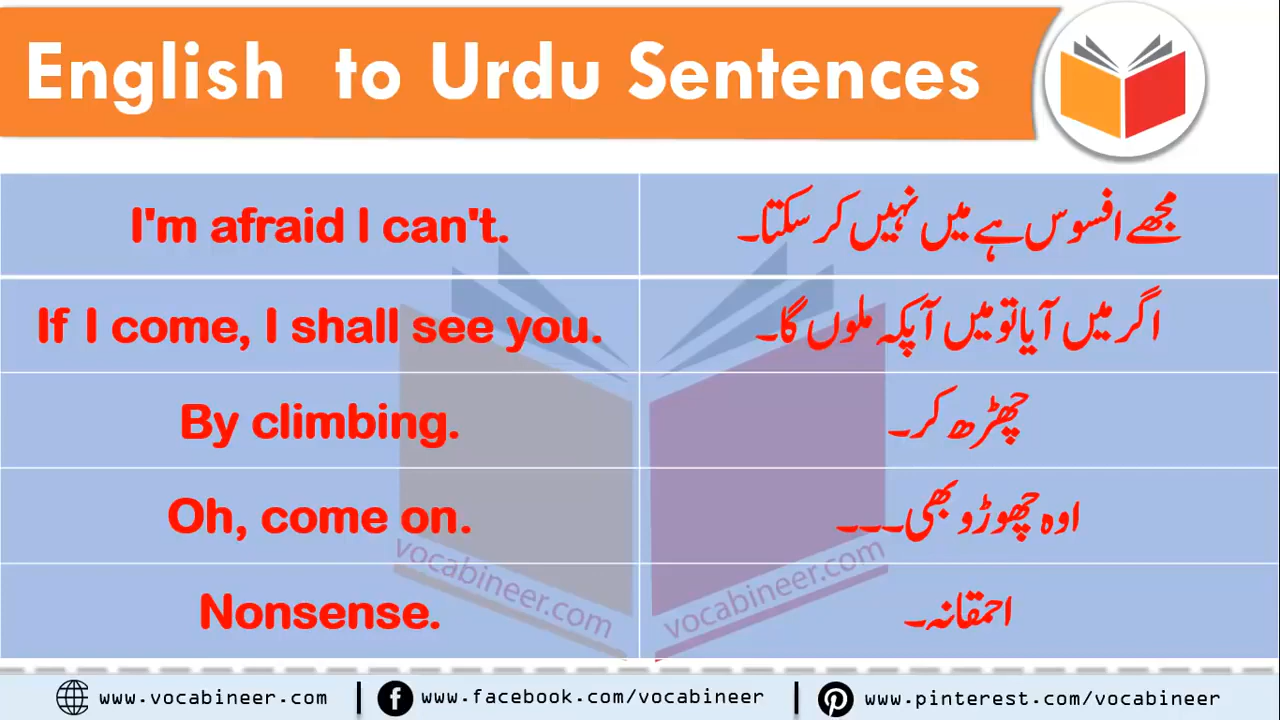 English to Urdu Sentences
I'm afraid I can't.
مجھے افسوس ہے میں نہیں کر سکتا۔
If I come, I shall see you.
اگر میں آیا تو میں آپکہ ملوں گا۔
By climbing.
چھڑھ کر۔
Oh, come on.
اوہ چھوڑو بھی۔۔۔
Nonsense.
احمقانہ۔
vocabineer.com
vocabineer.com
www.vocabineer.com | www.facebook.com/vocabineer | www.pinterest.com/vocabineer